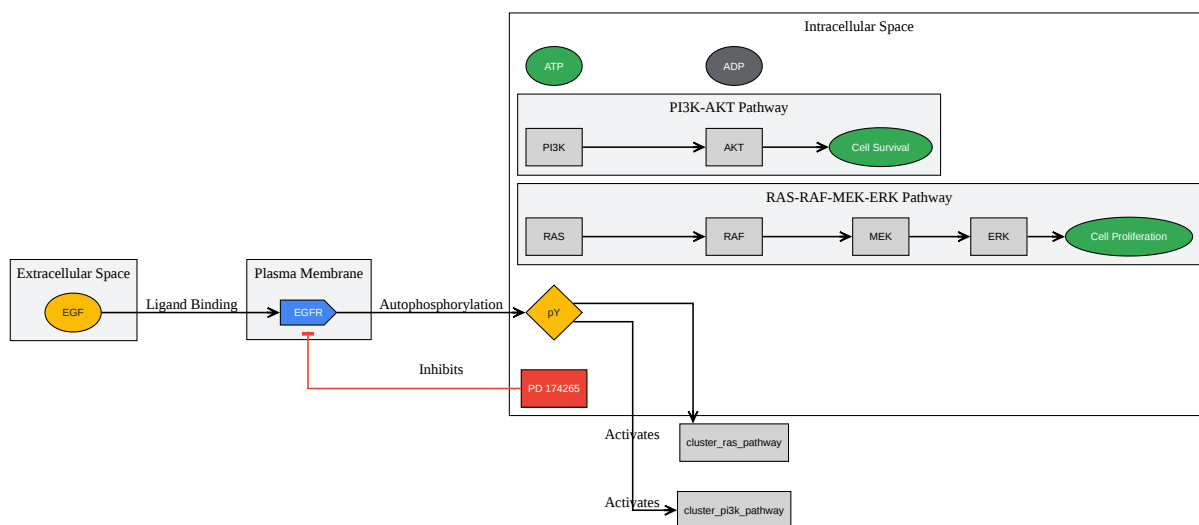 Intracellular Space
ATP
ADP
PI3K-AKT Pathway
PI3K
AKT
Cell Survival
RAS-RAF-MEK-ERK Pathway
RAS
RAF
MEK
ERK
Cell Proliferation
Extracellular Space
EGF
Ligand Binding
Plasma Membrane
EGFR
Autophosphorylation
pY
Inhibits
PD 174265
Activates
cluster_ras_pathway
Activates
cluster_pi3k_pathway